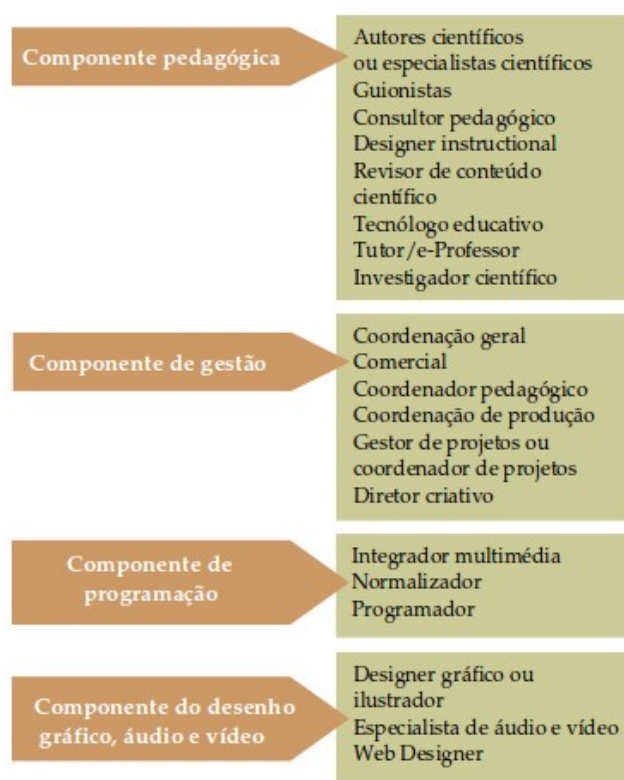 Componente pedagógica
Autores científicos
ou especialistas científicos
Guionistas
Consultor pedagógico
Designer instructional
Revisor de conteúdo
científico
Tecnólogo educativo
Tutor/e-Professor
Investigador científico
Componente de gestão
Coordenação geral
Comercial
Coordenador pedagógico
Coordenação de produção
Gestor de projetos ou
coordenador de projetos
Diretor criativo
Componente de
programação
Integrador multimédia
Normalizador
Programador
Componente do desenho
gráfico, áudio e vídeo
Designer gráfico ou
ilustrador
Especialista de áudio e vídeo
Web Designer